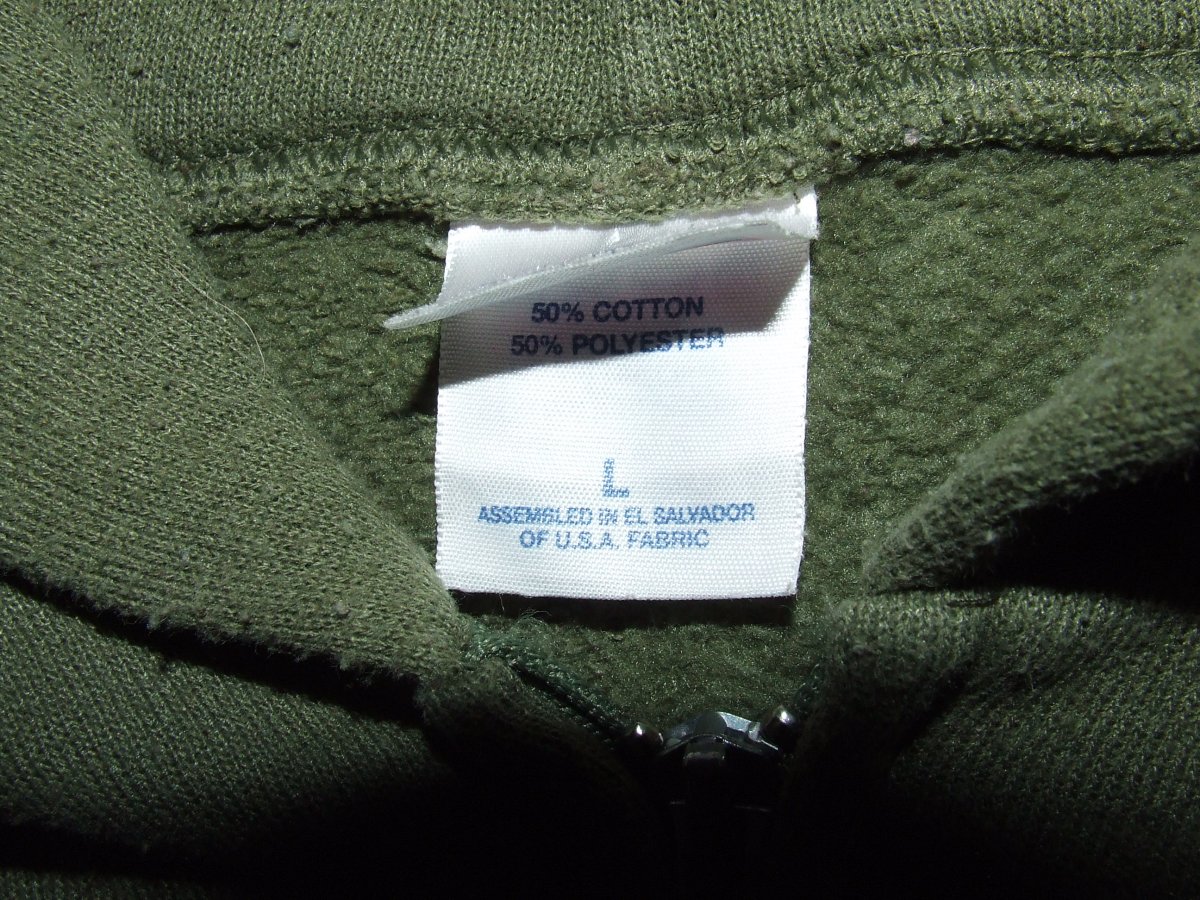 50% COTTON
50% POLYESTER
L
ASSEMBLED IN EL SALVADOR
OF U.S.A. FABRIC